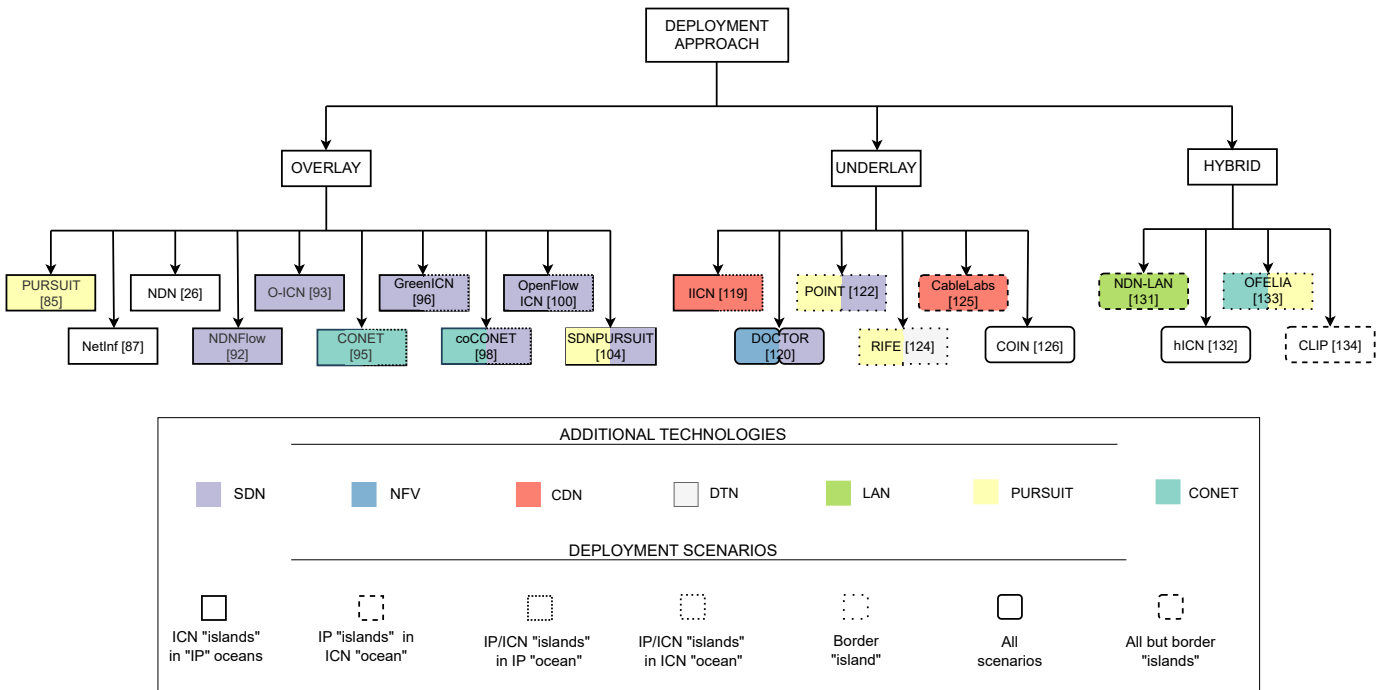 DEPLOYMENT
APPROACH
OVERLAY
UNDERLAY
HYBRID
PURSUIT
[85]
NDN [26]
O-ICN [93]
GreenICN
[96]
OpenFlow
ICN [100]
IICN [119]
POINT [122]
CableLabs
[125]
NDN-LAN
[131]
OFELIA
[133]
NetInf [87]
NDNFlow
[92]
CONET
[95]
coCONET
[98]
SDNPURSUIT
[104]
DOCTOR
[120]
RIFE [124]
COIN [126]
hICN [132]
CLIP [134]
ADDITIONAL TECHNOLOGIES
SDN
NFV
CDN
DTN
LAN
PURSUIT
CONET
DEPLOYMENT SCENARIOS
ICN "islands"
in "IP" oceans
IP "islands" in
ICN "ocean"
IP/ICN "islands"
in IP "ocean"
IP/ICN "islands"
in ICN "ocean"
Border
"island"
All
scenarios
All but border
"islands"